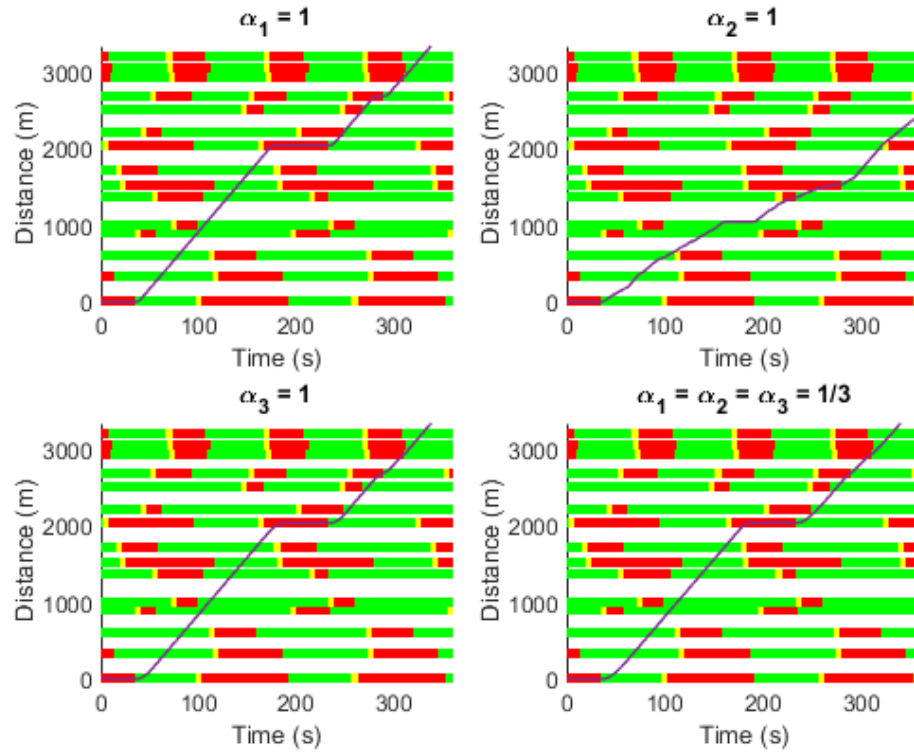 α₁ = 1
3000
2000
1000
0
Distance (m)
0 100 200 300
Time (s)
α₂ = 1
3000
2000
1000
0
Distance (m)
0 100 200 300
Time (s)
α₃ = 1
3000
2000
1000
0
Distance (m)
0 100 200 300
Time (s)
α₁ = α₂ = α₃ = 1/3
3000
2000
1000
0
Distance (m)
0 100 200 300
Time (s)